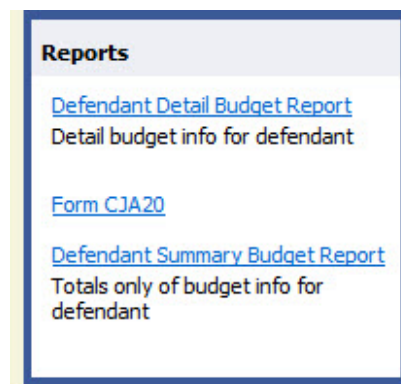 Reports
Defendant Detail Budget Report
Detail budget info for defendant
Form CJA20
Defendant Summary Budget Report
Totals only of budget info for
defendant